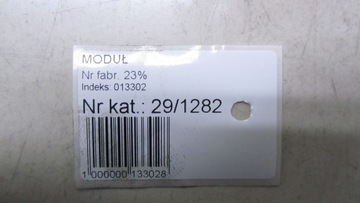 MODUŁ
Nr fabr. 23%
Indeks: 013302
Nr kat.: 29/1282
1 000000 133028